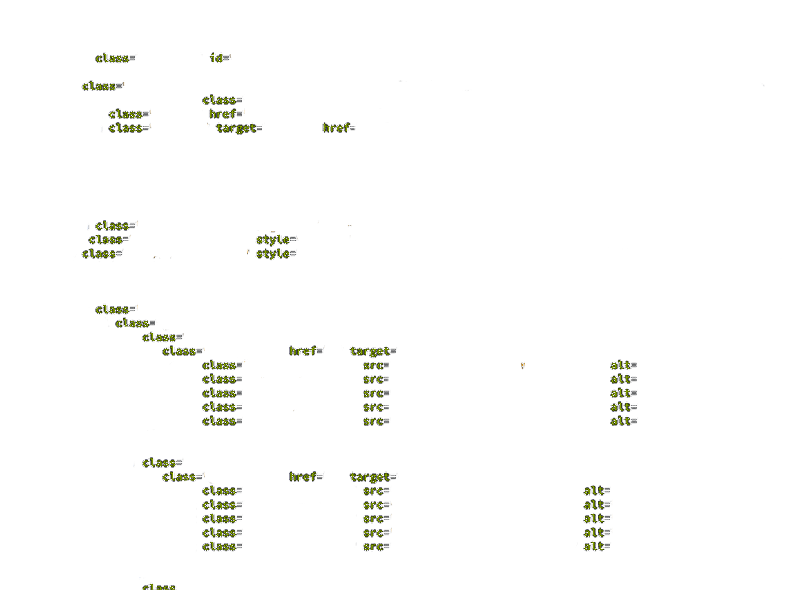 class= id=
class=
class=
class= href=
class= target= href=
class=
class= style=
class= style=
class=
class=
class=
class= href= target=
class= src= alt=
class= src= alt=
class= src= alt=
class= src= alt=
class= src= alt=
class=
class= href= target=
class= src= alt=
class= src= alt=
class= src= alt=
class= src= alt=
class= src= alt=
class